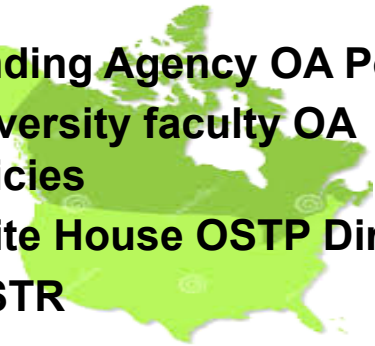 nding Agency OA Po
versity faculty OA
icies
ite House OSTP Dir
STR